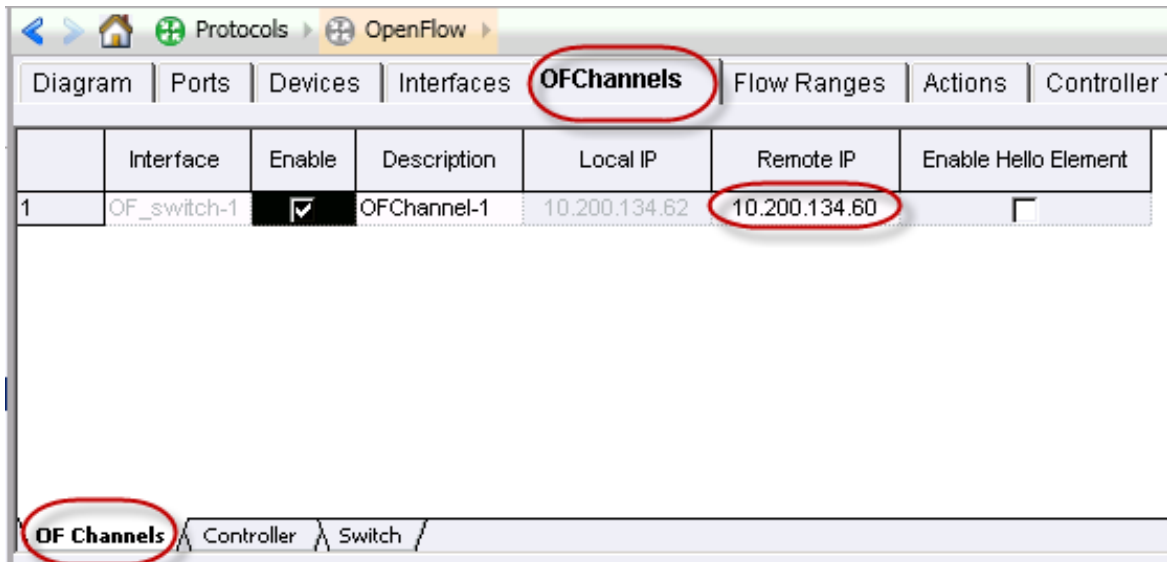 Protocols OpenFlow
Diagram Ports Devices Interfaces OFChannels Flow Ranges Actions Controller
Interface Enable Description Local IP Remote IP Enable Hello Element
1 OF_switch-1 OFChannel-1 10.200.134.62 10.200.134.60
OF Channels Controller Switch